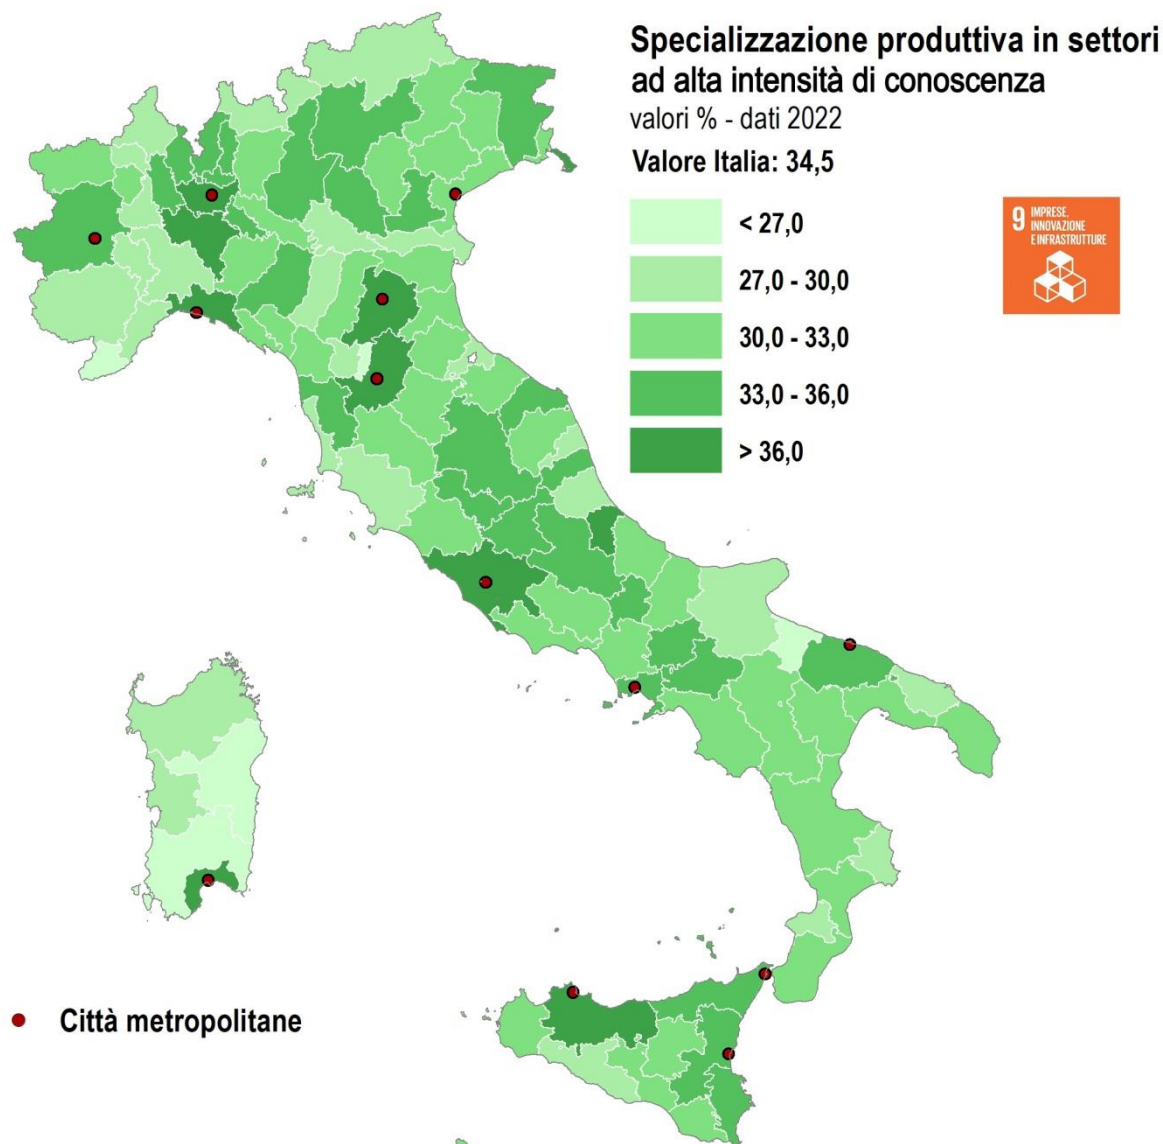 Specializzazione produttiva in settori
ad alta intensità di conoscenza
valori % - dati 2022
Valore Italia: 34,5
< 27,0
27,0 - 30,0
30,0 - 33,0
33,0 - 36,0
> 36,0
9 IMPRESE,
INNOVAZIONE
E INFRASTRUTTURE
Città metropolitane